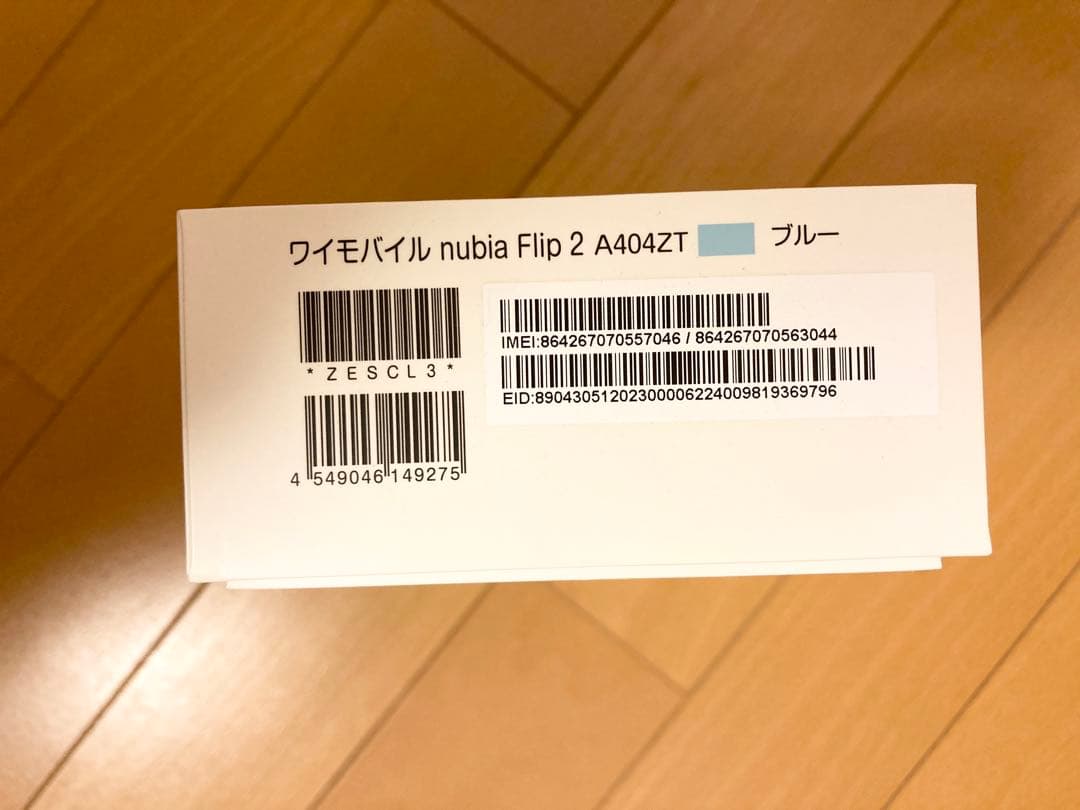 ワイモバイル nubia Flip 2 A404ZT ブルー
*ZESCL3*
4 549046 149275
IMEI:864267070557046 / 864267070563044
EID:89043051202300006224009819369796